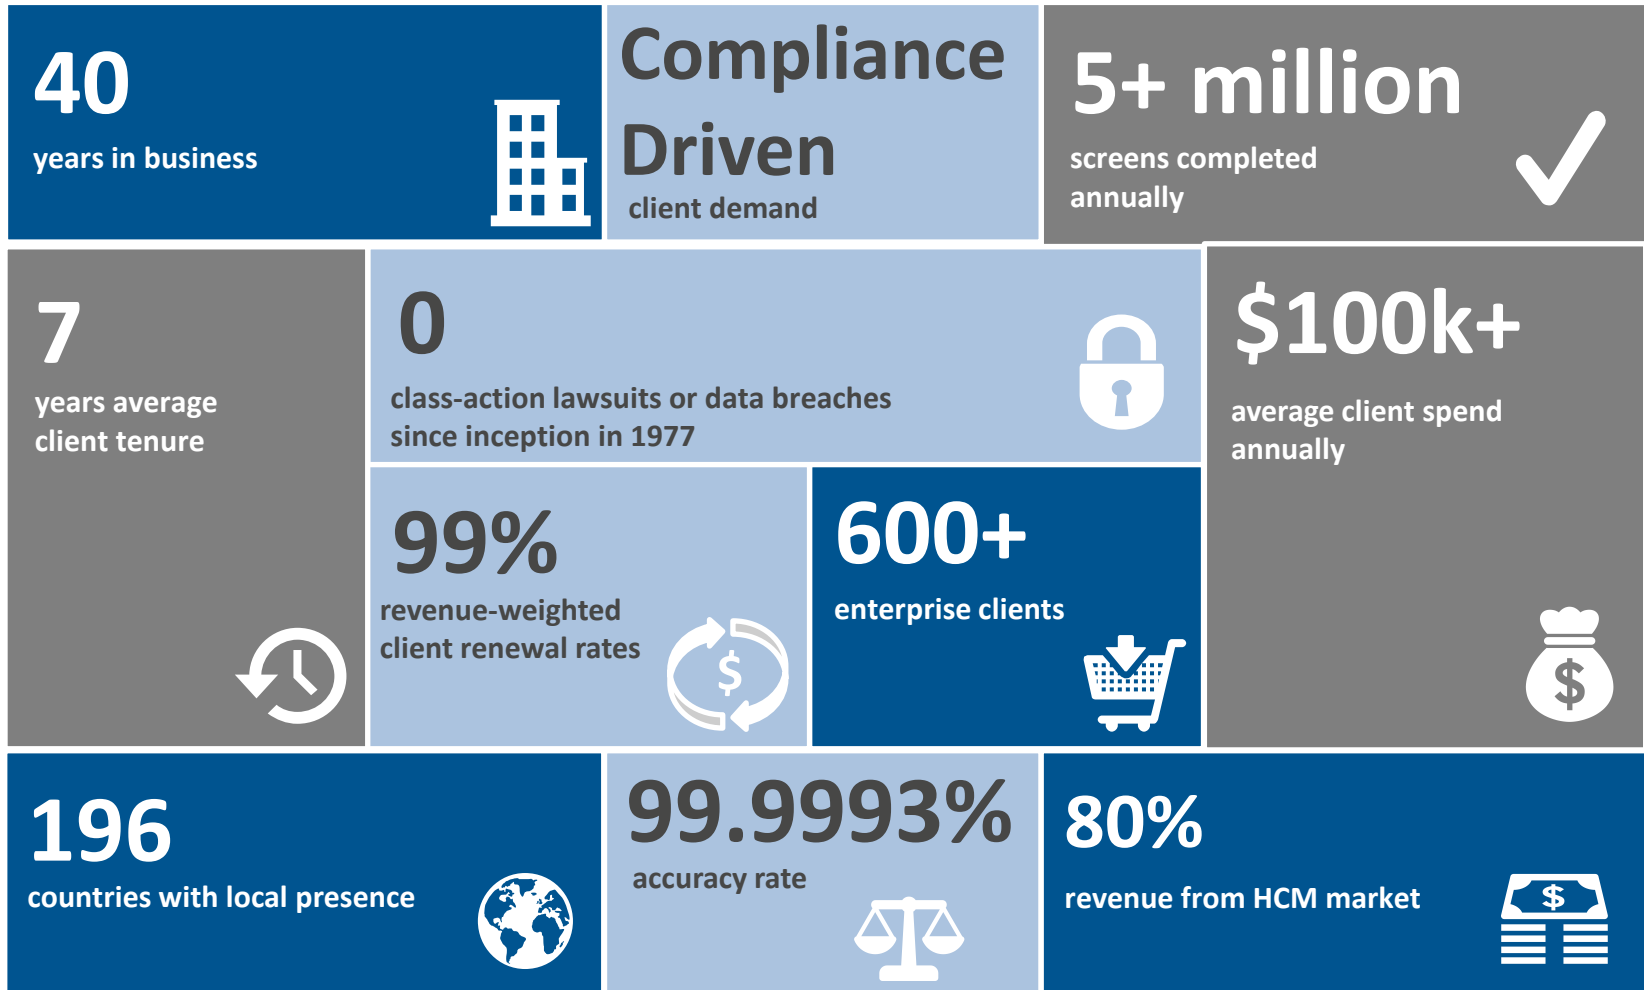 40
years in business
Compliance
Driven
client demand
5+ million
screens completed
annually
7
years average
client tenure
0
class-action lawsuits or data breaches
since inception in 1977
$100k+
average client spend
annually
99%
revenue-weighted
client renewal rates
$
600+
enterprise clients
$
196
countries with local presence
99.9993%
accuracy rate
80%
revenue from HCM market
$